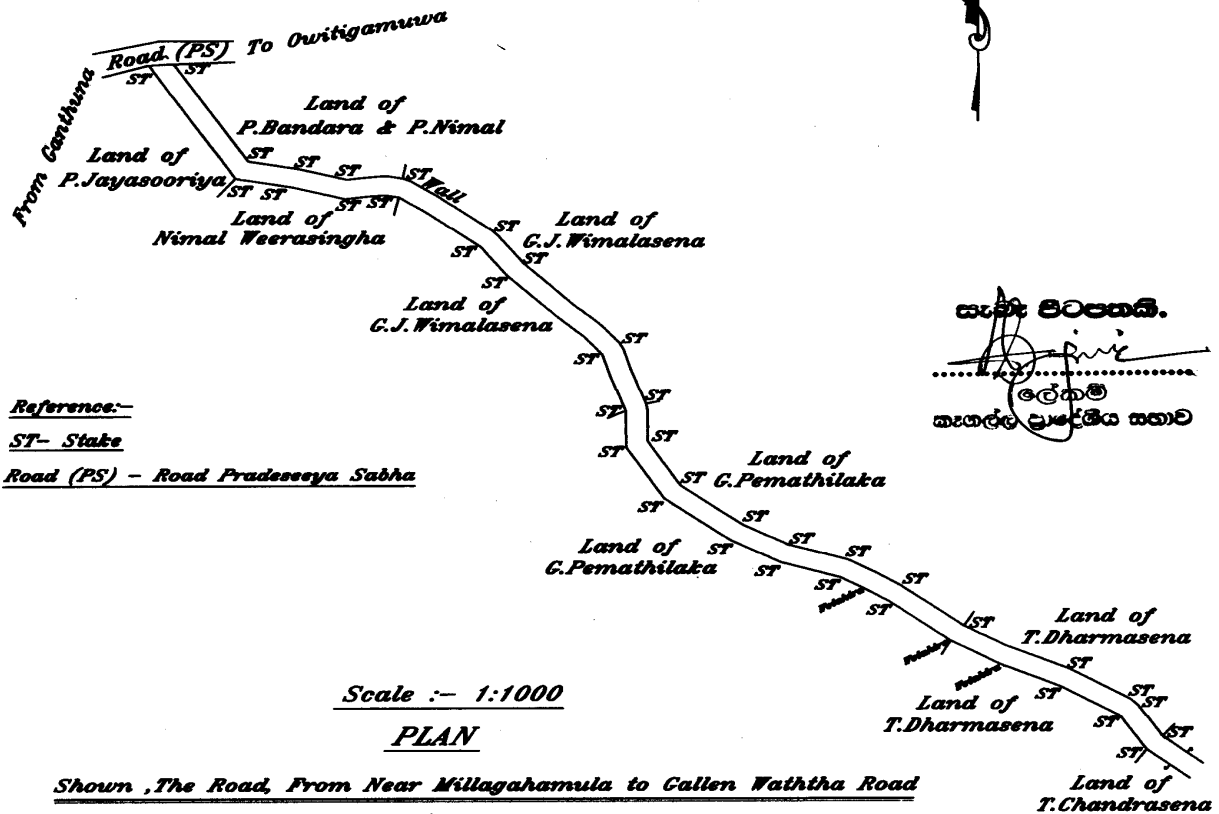 Road (PS) To Owitigamuwa
ST ST
From Ganthuna
Land of
P.Bandara & P.Nimal
Land of
P.Jayasooriya
ST ST ST ST
Wall
ST ST ST ST
Land of
Nimal Weerasingha
ST
Land of
G.J.Wimalasena
ST ST
ST
Land of
G.J.Wimalasena
ST
ST
සැබෑ පිටපතයි.
ලේකම්
කෑගල්ල ප්‍රාදේශීය සභාව
Reference:-
ST- Stake
Road (PS) - Road Pradeseeya Sabha
ST
ST
ST
ST
Land of
G.Pemathilaka
ST
ST
ST
Land of
G.Pemathilaka
ST
ST
ST
ST
ST
ST
ST
ST
Land of
T.Dharmasena
ST
ST
Land of
T.Dharmasena
ST
ST
ST
ST
ST
Land of
T.Chandrasena
Scale :- 1:1000
PLAN
Shown ,The Road, From Near Millagahamula to Gallen Waththa Road